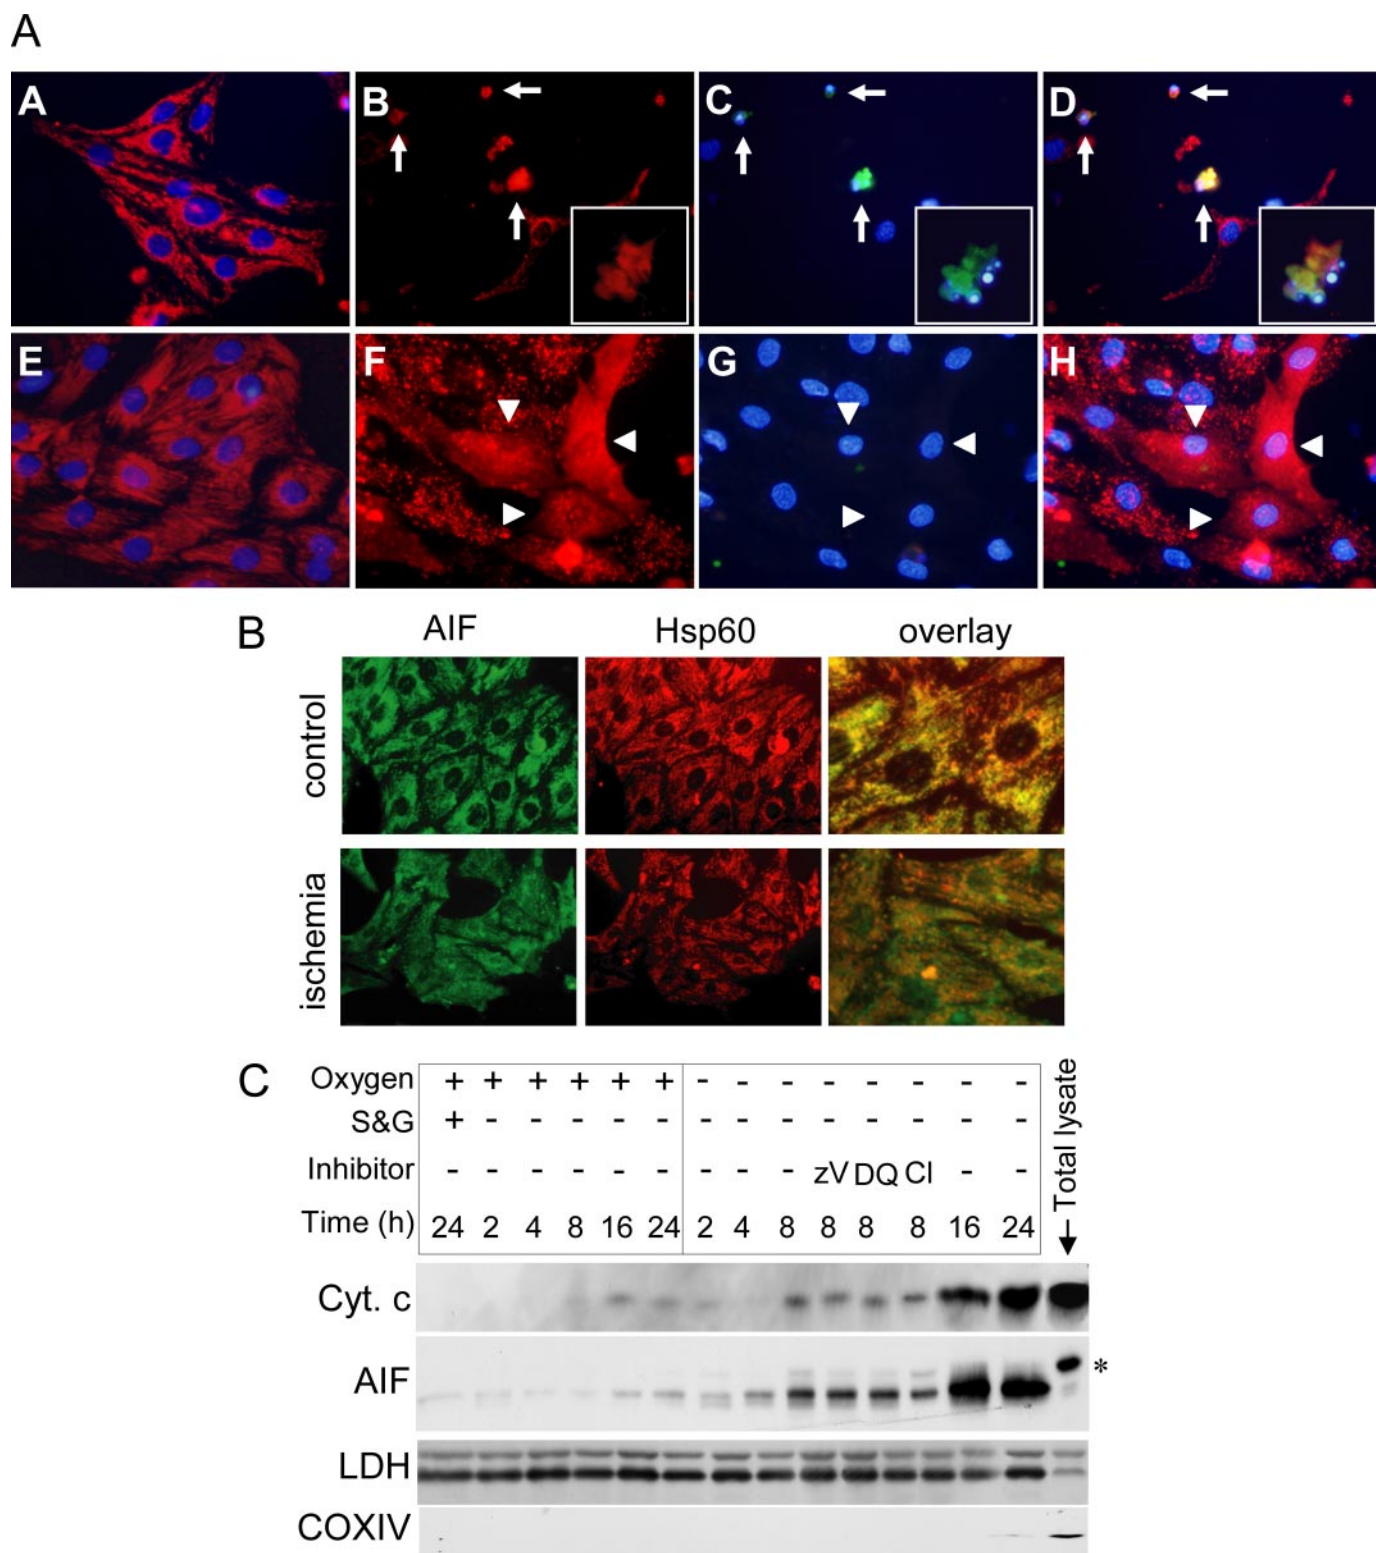 A
A B C D
E F G H
B AIF Hsp60 overlay
control
ischemia
C Oxygen + + + + + + - - - - - - - -
S&G + - - - - - - - - - - - - -
Inhibitor - - - - - - - - - zV DQ CI - -
Time (h) 24 2 4 8 16 24 2 4 8 8 8 8 16 24
Total lysate
Cyt. c
AIF *
LDH
COXIV